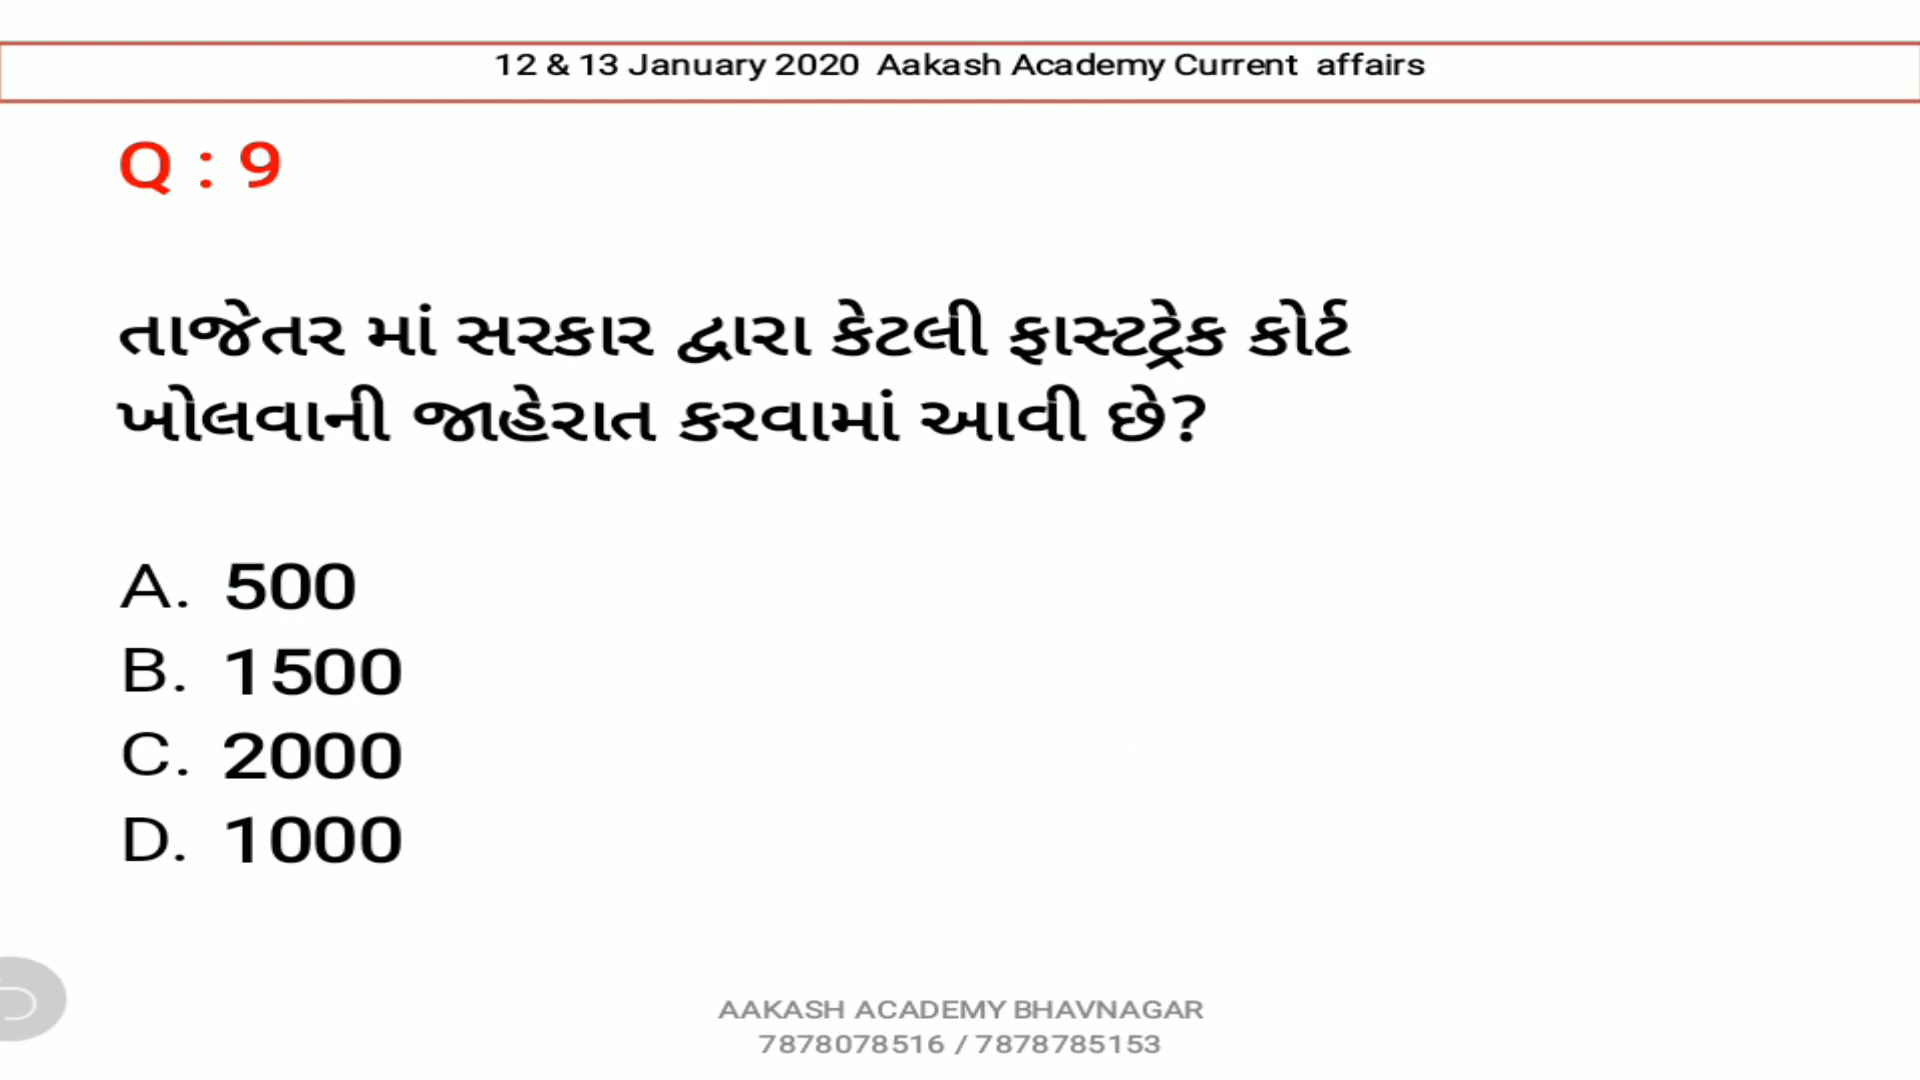 12 & 13 January 2020 Aakash Academy Current affairs
Q : 9
તાજેતર માં સરકાર દ્વારા કેટલી ફાસ્ટટ્રેક કોર્ટ
ખોલવાની જાહેરાત કરવામાં આવી છે?
A. 500
B. 1500
C. 2000
D. 1000
AAKASH ACADEMY BHAVNAGAR
7878078516 / 7878785153